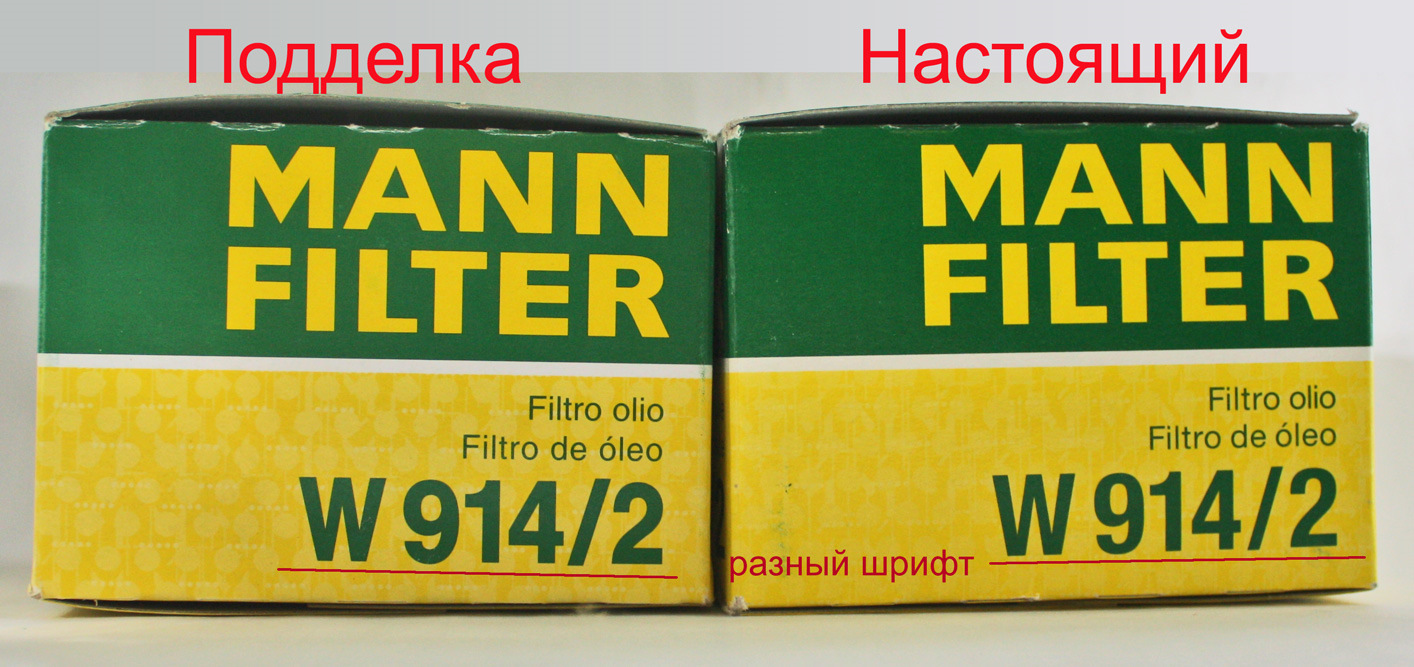 Подделка
Настоящий
MANN
FILTER
Filtro olio
Filtro de óleo
W 914/2
MANN
FILTER
Filtro olio
Filtro de óleo
W 914/2
разный шрифт